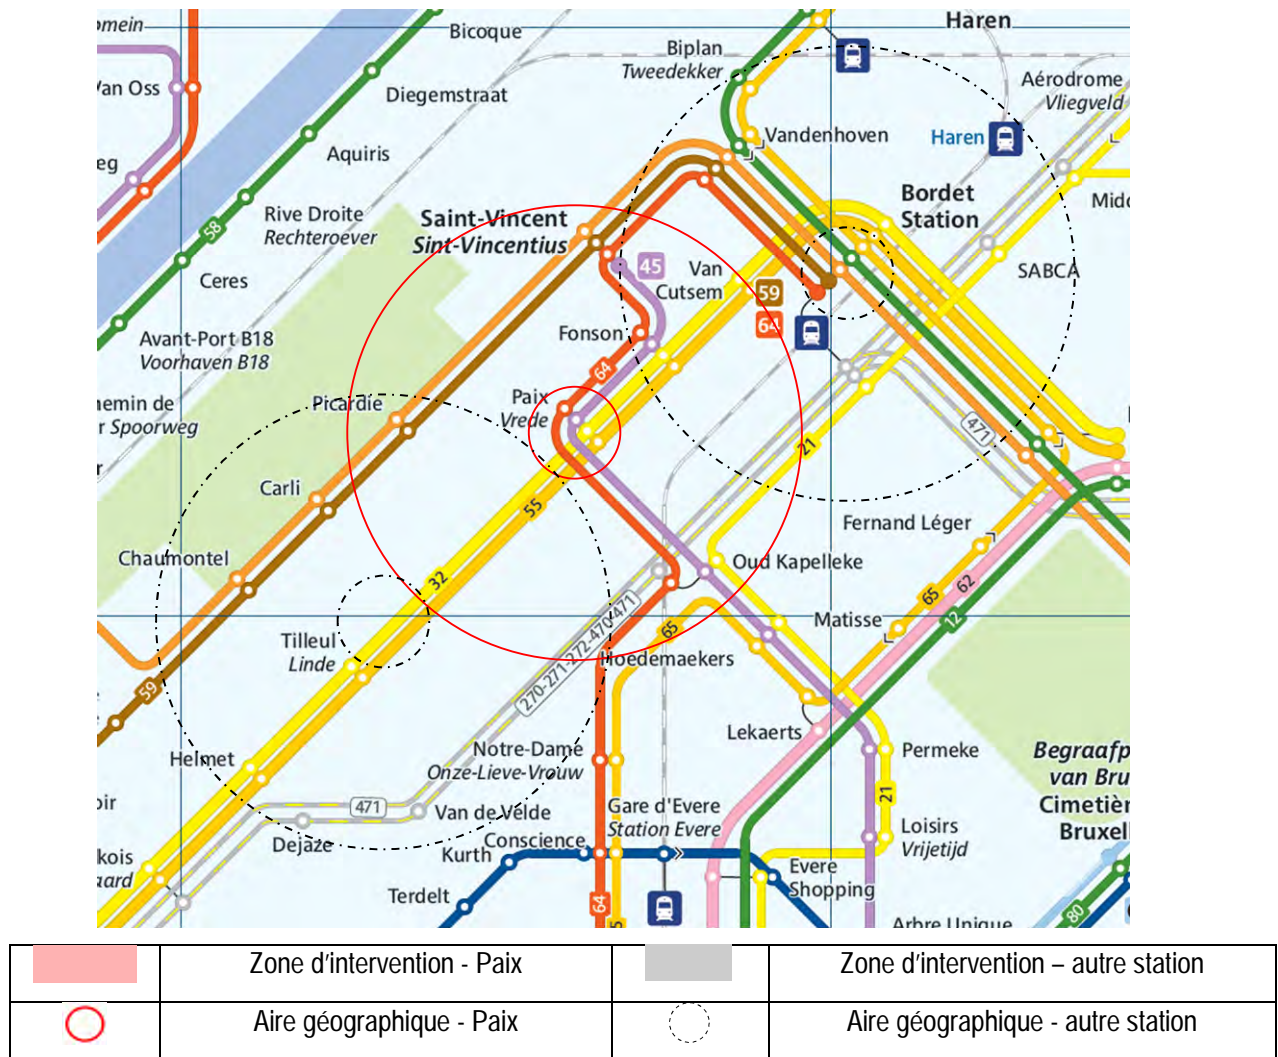 omein
Bicoque
Haren
Biplan
Tweedekker
Van Oss
Diegemstraat
Aérodrome
Vliegveld
Vandenhoven
Haren
Aquiris
eg
Bordet
Station
Rive Droite
Rechteroever
Saint-Vincent
Sint-Vincentius
58
45
Van
Cutsem
SABCA
Ceres
59
64
Fonson
Avant-Port B18
Voorhaven B18
64
Paix
Vrede
hemin de
r Spoorweg
Picardie
471
21
r
Carli
55
Fernand Léger
Chaumontel
Oud Kapelleke
32
65
62
Matisse
12
Tilleul
Linde
65
270-271-272-470-471
Hoedemaekers
59
Lekaerts
Helmet
Notre-Dame
Onze-Lieve-Vrouw
Permeke
Begraafp
van Bru
Cimetièr
Bruxel
21
oir
471
Van de Velde
Gare d'Evere
Station Evere
Loisirs
Vrijetijd
Dejaze
Conscience
Kurth
kois
aard
Evere
Shopping
Terdelt
64
5
Arbre Unique
80
Zone d'intervention - Paix
Zone d'intervention – autre station
Aire géographique - Paix
Aire géographique - autre station